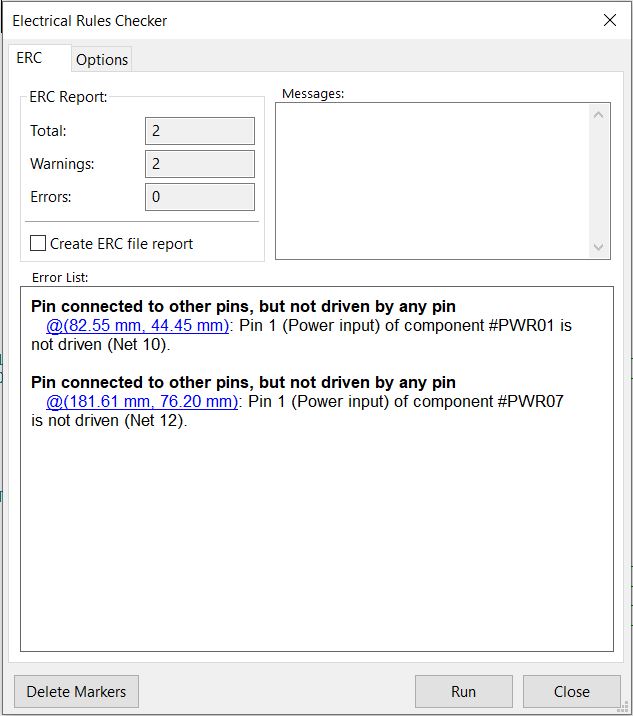 Electrical Rules Checker
ERC
Options
ERC Report:
Total:
2
Warnings:
2
Errors:
0
Create ERC file report
Messages:
Error List:
Pin connected to other pins, but not driven by any pin
@(82.55 mm, 44.45 mm): Pin 1 (Power input) of component #PWR01 is
not driven (Net 10).
Pin connected to other pins, but not driven by any pin
@(181.61 mm, 76.20 mm): Pin 1 (Power input) of component #PWR07
is not driven (Net 12).
Delete Markers
Run
Close